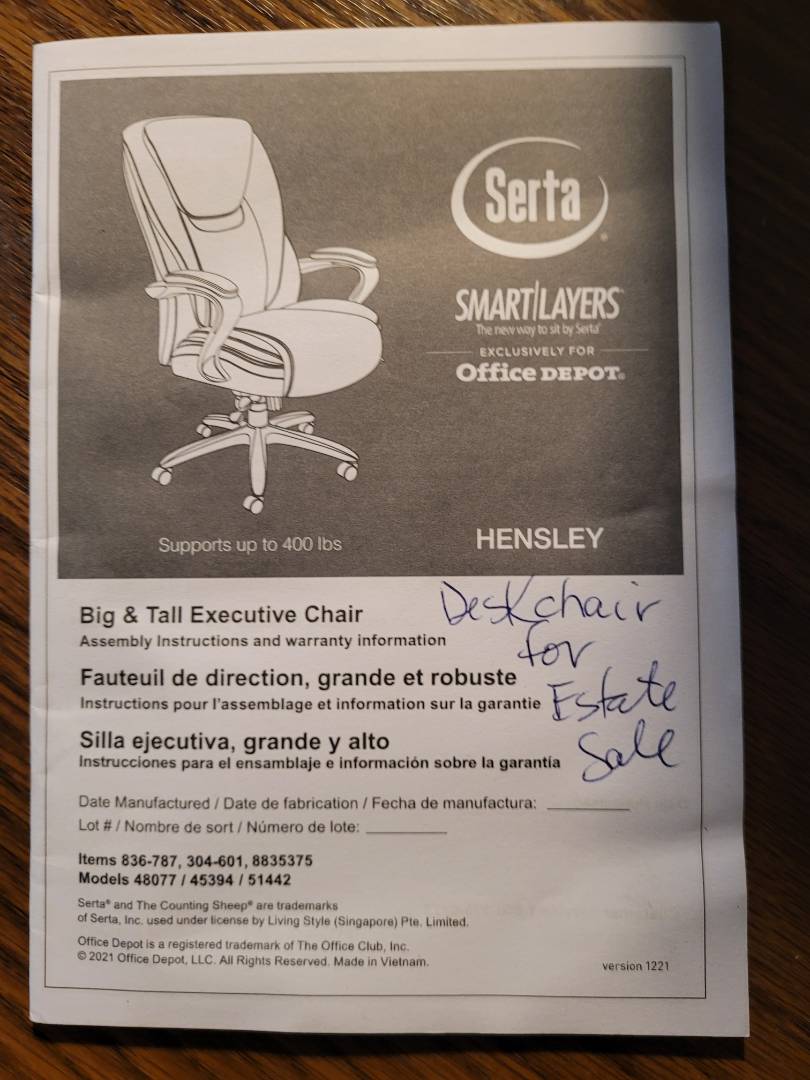 Serta
SMART|LAYERS™
The new way to sit by Serta®
EXCLUSIVELY FOR
Office DEPOT®
Supports up to 400 lbs
HENSLEY
Big & Tall Executive Chair
Assembly Instructions and warranty information
Fauteuil de direction, grande et robuste
Instructions pour l'assemblage et information sur la garantie
Silla ejecutiva, grande y alto
Instrucciones para el ensamblaje e información sobre la garantía
Desk chair
for
Estate
Sale
Date Manufactured / Date de fabrication / Fecha de manufactura:
Lot # / Nombre de sort / Número de lote:
Items 836-787, 304-601, 8835375
Models 48077 / 45394 / 51442
Serta® and The Counting Sheep® are trademarks
of Serta, Inc. used under license by Living Style (Singapore) Pte. Limited.
Office Depot is a registered trademark of The Office Club, Inc.
© 2021 Office Depot, LLC. All Rights Reserved. Made in Vietnam.
version 1221